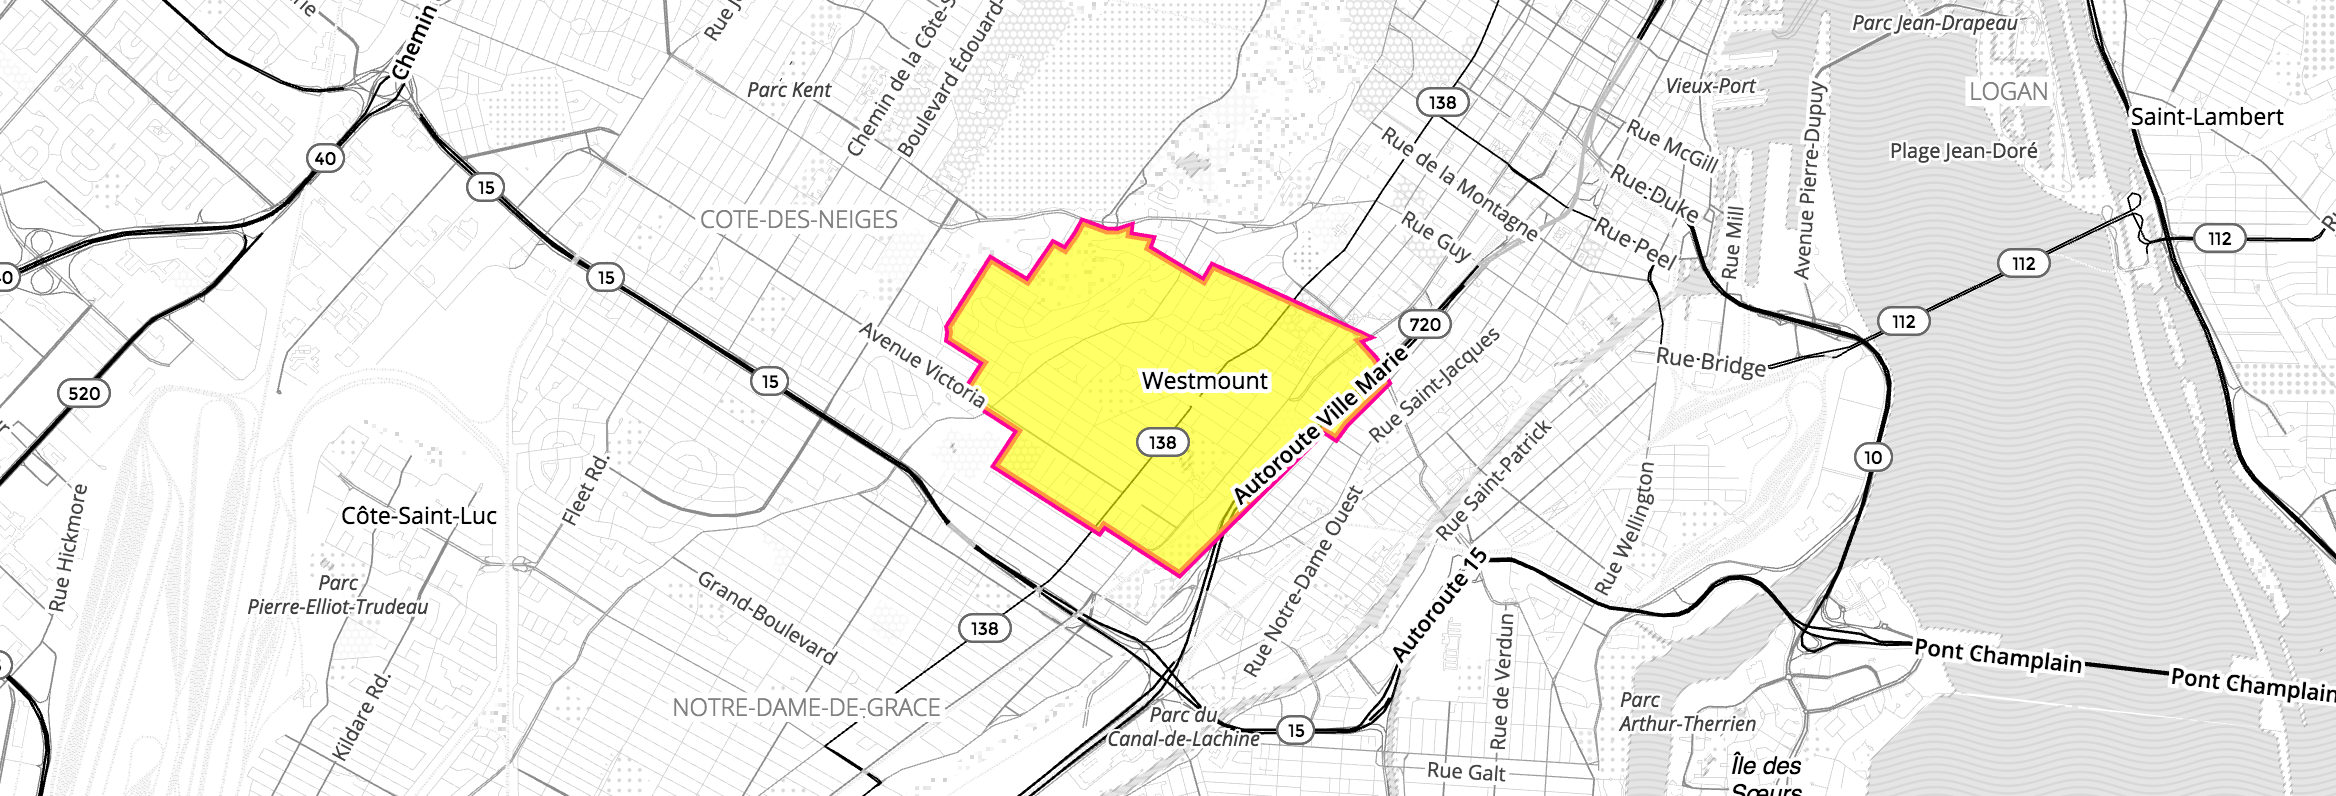 Chemin
Rue
Parc Kent
Chemin de la Côte-S
Boulevard Édouard-
138
Parc Jean-Drapeau
Vieux-Port
LOGAN
Saint-Lambert
Plage Jean-Doré
Avenue Pierre-Dupuy
Rue McGill
Rue Duke
Rue Mill
Rue de la Montagne
Rue Guy
Rue Peel
40
15
COTE-DES-NEIGES
15
40
112
112
112
720
Rue Saint-Jacques
Rue Bridge
Avenue Victoria
15
520
Westmount
Autoroute Ville Marie
138
10
Fleet Rd.
Rue Hickmore
Côte-Saint-Luc
Rue Saint-Patrick
Rue Wellington
Rue Notre-Dame Ouest
Autoroute 15
Parc
Pierre-Elliot-Trudeau
Grand-Boulevard
138
Rue de Verdun
Pont Champlain
Pont Champlain
Kildare Rd.
NOTRE-DAME-DE-GRACE
Parc du
Canal-de-Lachine
15
Parc
Arthur-Therrien
Rue Galt
Île des
Sœurs